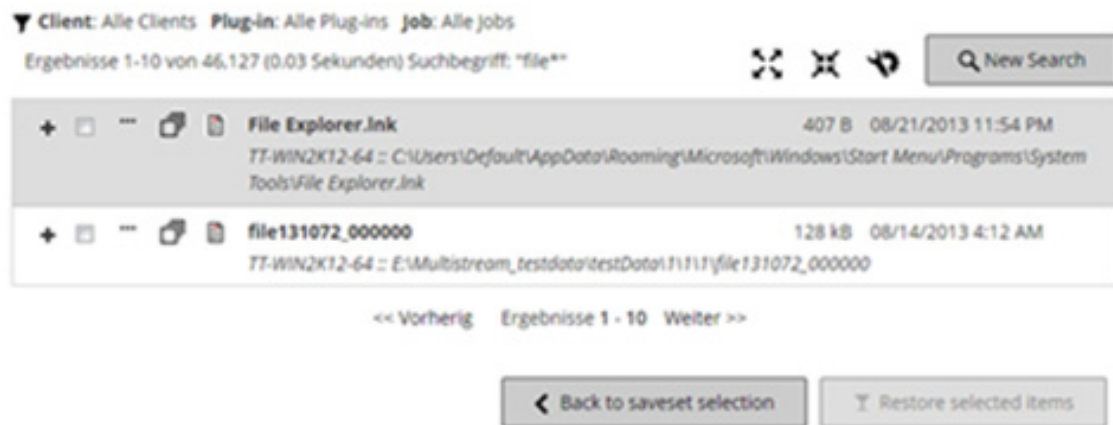 Client: Alle Clients Plug-in: Alle Plug-ins Job: Alle Jobs
Ergebnisse 1-10 von 46,127 (0.03 Sekunden) Suchbegriff: "file*"
New Search
File Explorer.lnk 407 B 08/21/2013 11:54 PM
TT-WIN2K12-64 :: C:\Users\Default\AppData\Roaming\Microsoft\Windows\Start Menu\Programs\System
Tools\File Explorer.lnk
file131072_000000 128 kB 08/14/2013 4:12 AM
TT-WIN2K12-64 :: E:\Multistream_testdata\testData\1\1\1\file131072_000000
<< Vorherig Ergebnisse 1 - 10 Weiter >>
Back to saveset selection
Restore selected items